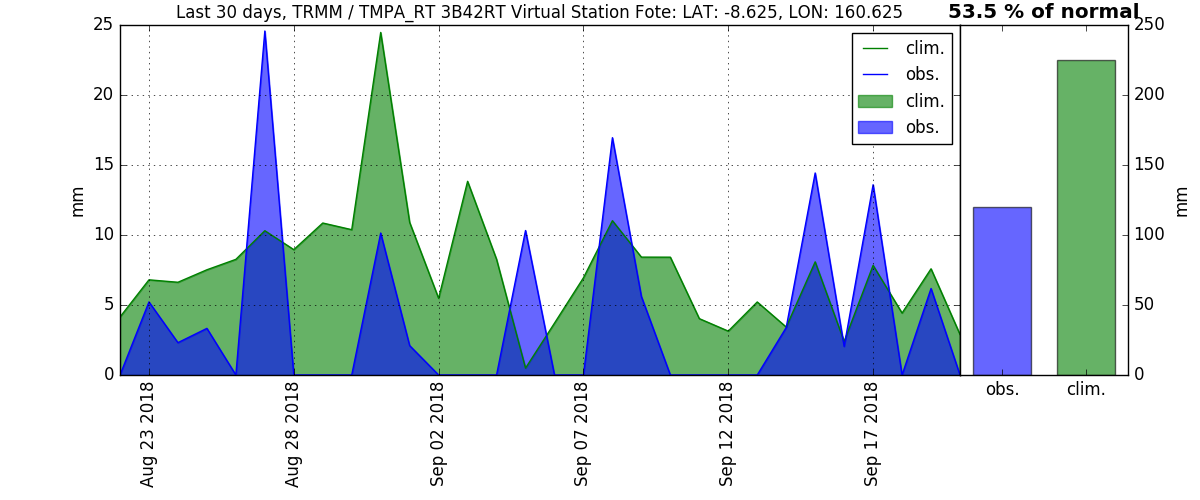 Last 30 days, TRMM / TMPA_RT 3B42RT Virtual Station Fote: LAT: -8.625, LON: 160.625
53.5 % of normal
25
20
15
10
5
0
mm
clim.
obs.
clim.
obs.
250
200
150
100
50
0
mm
Aug 23 2018
Aug 28 2018
Sep 02 2018
Sep 07 2018
Sep 12 2018
Sep 17 2018
obs.
clim.